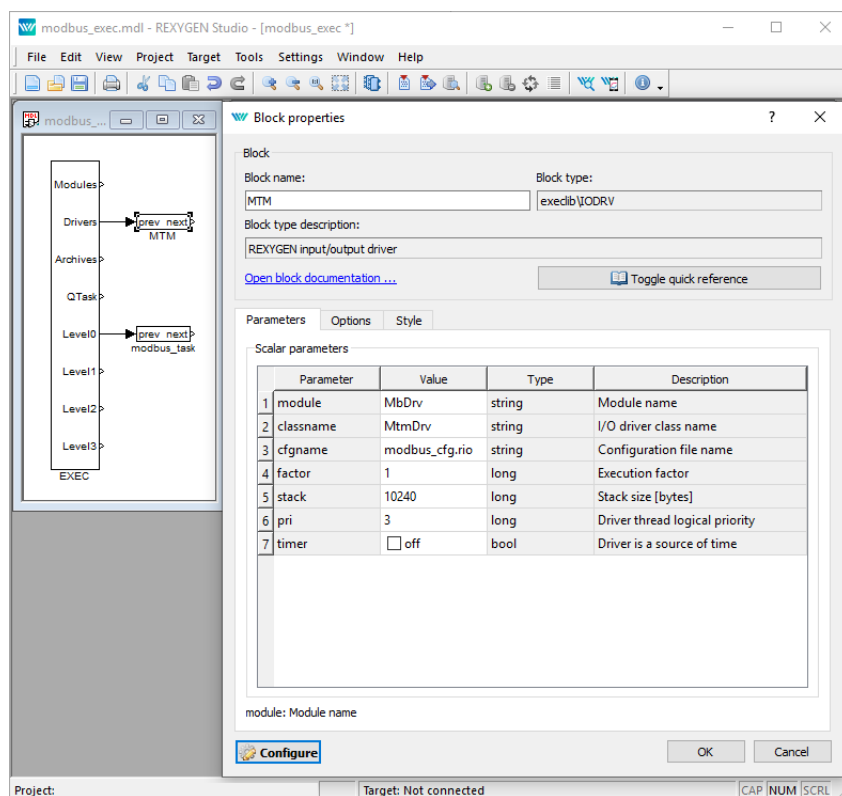 modbus_exec.mdl - REXYGEN Studio - [modbus_exec *]
File Edit View Project Target Tools Settings Window Help
modbus_...
Modules
Drivers
prev next
MTM
Archives
QTask
Level0
prev next
modbus_task
Level1
Level2
Level3
EXEC
Block properties
?
Block
Block name:
Block type:
MTM
execlib\IODRV
Block type description:
REXYGEN input/output driver
Open block documentation ...
Toggle quick reference
Parameters Options Style
Scalar parameters
Parameter Value Type Description
1 module MbDrv string Module name
2 classname MtmDrv string I/O driver class name
3 cfgname modbus_cfg.rio string Configuration file name
4 factor 1 long Execution factor
5 stack 10240 long Stack size [bytes]
6 pri 3 long Driver thread logical priority
7 timer off bool Driver is a source of time
module: Module name
Configure
OK
Cancel
Project:
Target: Not connected
CAP NUM SCRL